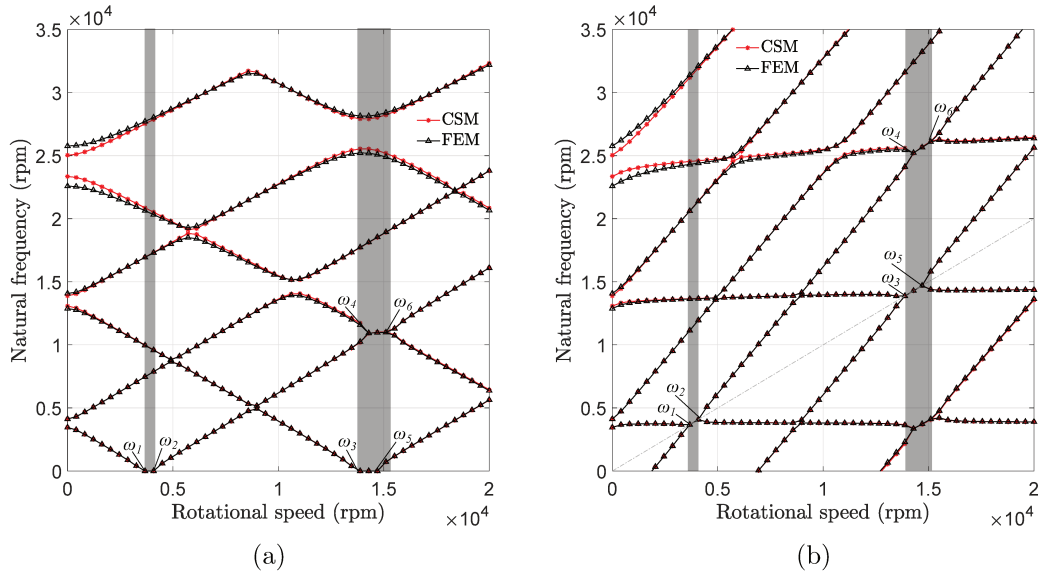 ×10⁴
3.5
3
2.5
2
1.5
1
0.5
0
Natural frequency (rpm)
CSM
FEM
ω₁
ω₂
ω₃
ω₄
ω₅
ω₆
0 0.5 1 1.5 2
Rotational speed (rpm)
×10⁴
(a)
×10⁴
3.5
3
2.5
2
1.5
1
0.5
0
Natural frequency (rpm)
CSM
FEM
ω₄
ω₆
ω₅
ω₃
ω₂
ω₁
0 0.5 1 1.5 2
Rotational speed (rpm)
×10⁴
(b)